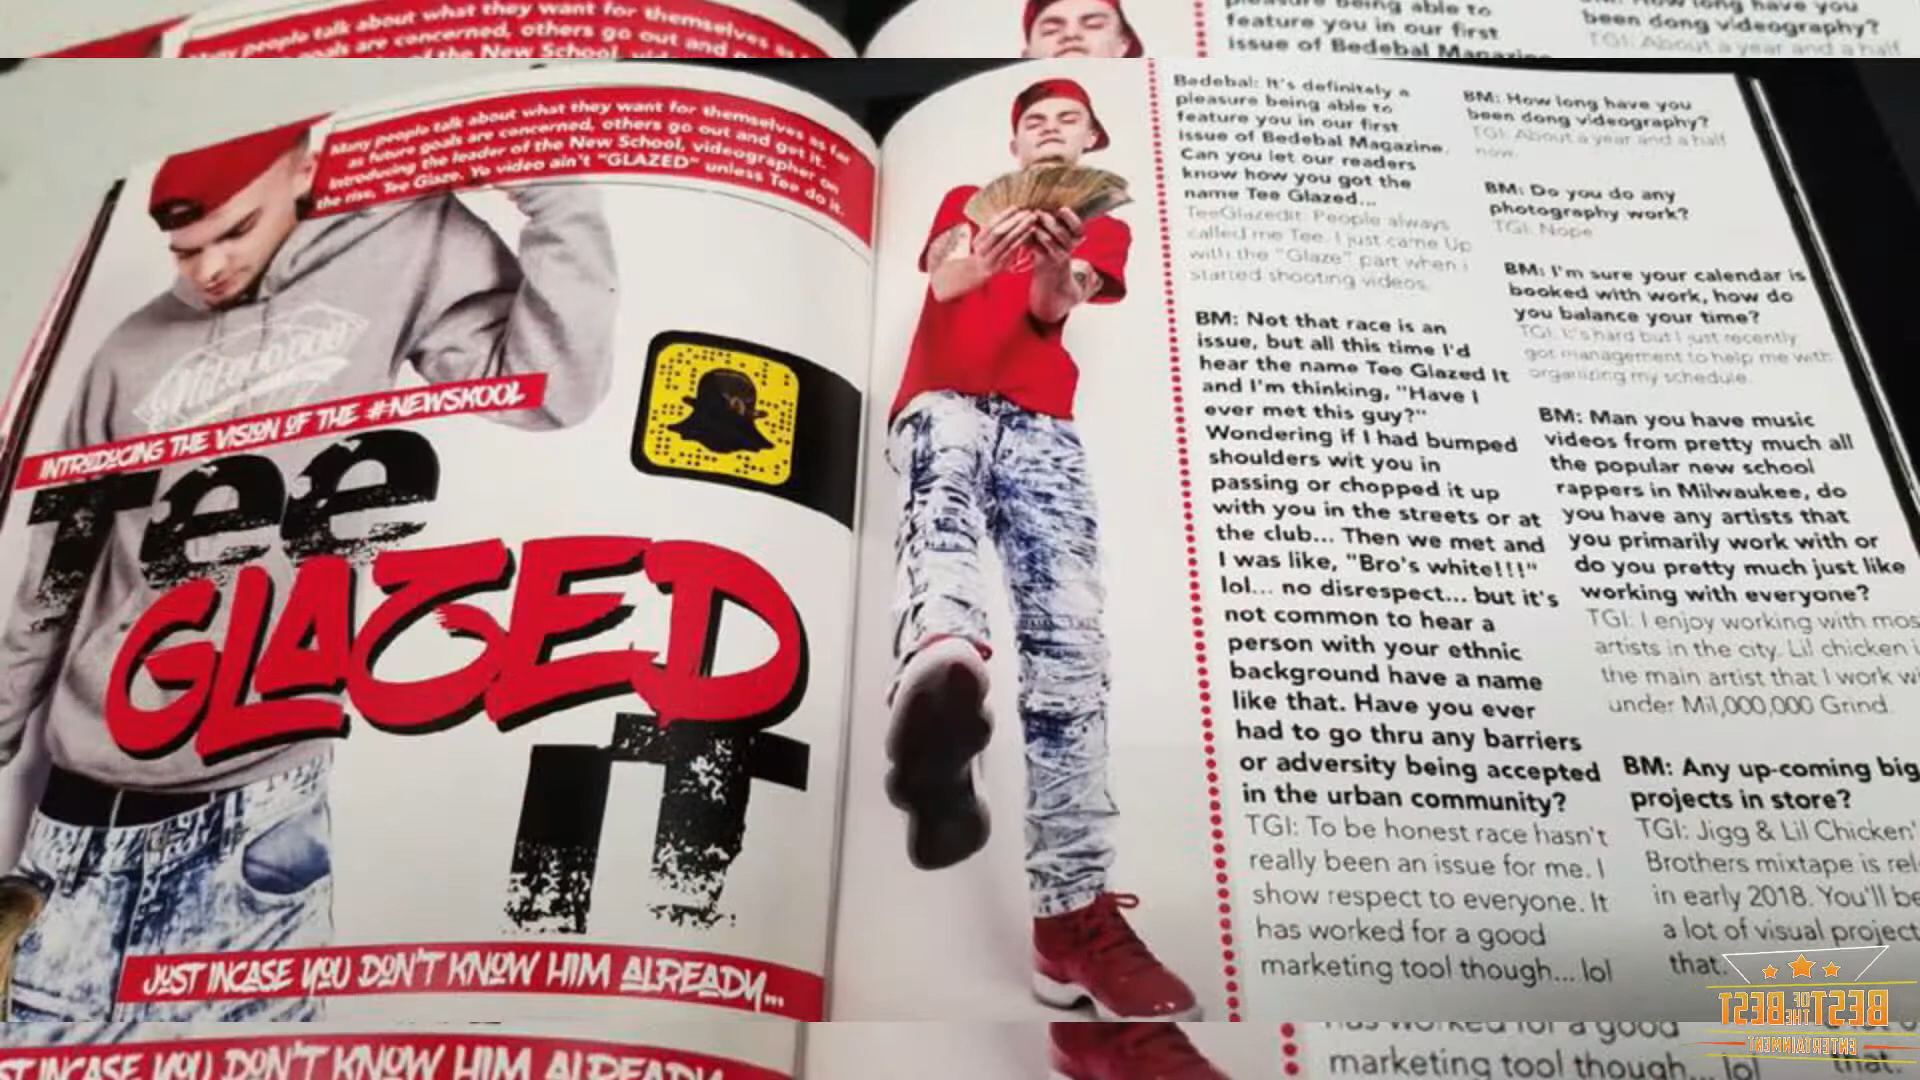 Many people talk about what they want for themselves as far
as future goals are concerned, others go out and get it.
Introducing the leader of the New School, videographer on
the rise, Tee Glaze. Yo video ain't "GLAZED" unless Tee do it.
INTRODUCING THE VISION OF THE #NEWSKOOL
Tee
GLAZED
IT
JUST INCASE YOU DON'T KNOW HIM ALREADY...
Bedebal: It's definitely a
pleasure being able to
feature you in our first
issue of Bedebal Magazine.
Can you let our readers
know how you got the
name Tee Glazed...
TeeGlazedit: People always
called me Tee. I just came Up
with the "Glaze" part when i
started shooting videos.
BM: Not that race is an
issue, but all this time I'd
hear the name Tee Glazed It
and I'm thinking, "Have I
ever met this guy?"
Wondering if I had bumped
shoulders wit you in
passing or chopped it up
with you in the streets or at
the club... Then we met and
I was like, "Bro's white!!!"
lol... no disrespect... but it's
not common to hear a
person with your ethnic
background have a name
like that. Have you ever
had to go thru any barriers
or adversity being accepted
in the urban community?
TGI: To be honest race hasn't
really been an issue for me. I
show respect to everyone. It
has worked for a good
marketing tool though.... lol
BM: How long have you
been dong videography?
TGI: About a year and a half
now.
BM: Do you do any
photography work?
TGI: Nope
BM: I'm sure your calendar is
booked with work, how do
you balance your time?
TGI: It's hard but I just recently
got management to help me with
organizing my schedule.
BM: Man you have music
videos from pretty much all
the popular new school
rappers in Milwaukee, do
you have any artists that
you primarily work with or
do you pretty much just like
working with everyone?
TGI: I enjoy working with mos
artists in the city. Lil chicken i
the main artist that I work w
under Mil,000,000 Grind.
BM: Any up-coming big
projects in store?
TGI: Jigg & Lil Chicken'
Brothers mixtape is rel
in early 2018. You'll be
a lot of visual project
that.
BEST OF THE BEST
ENTERTAINMENT